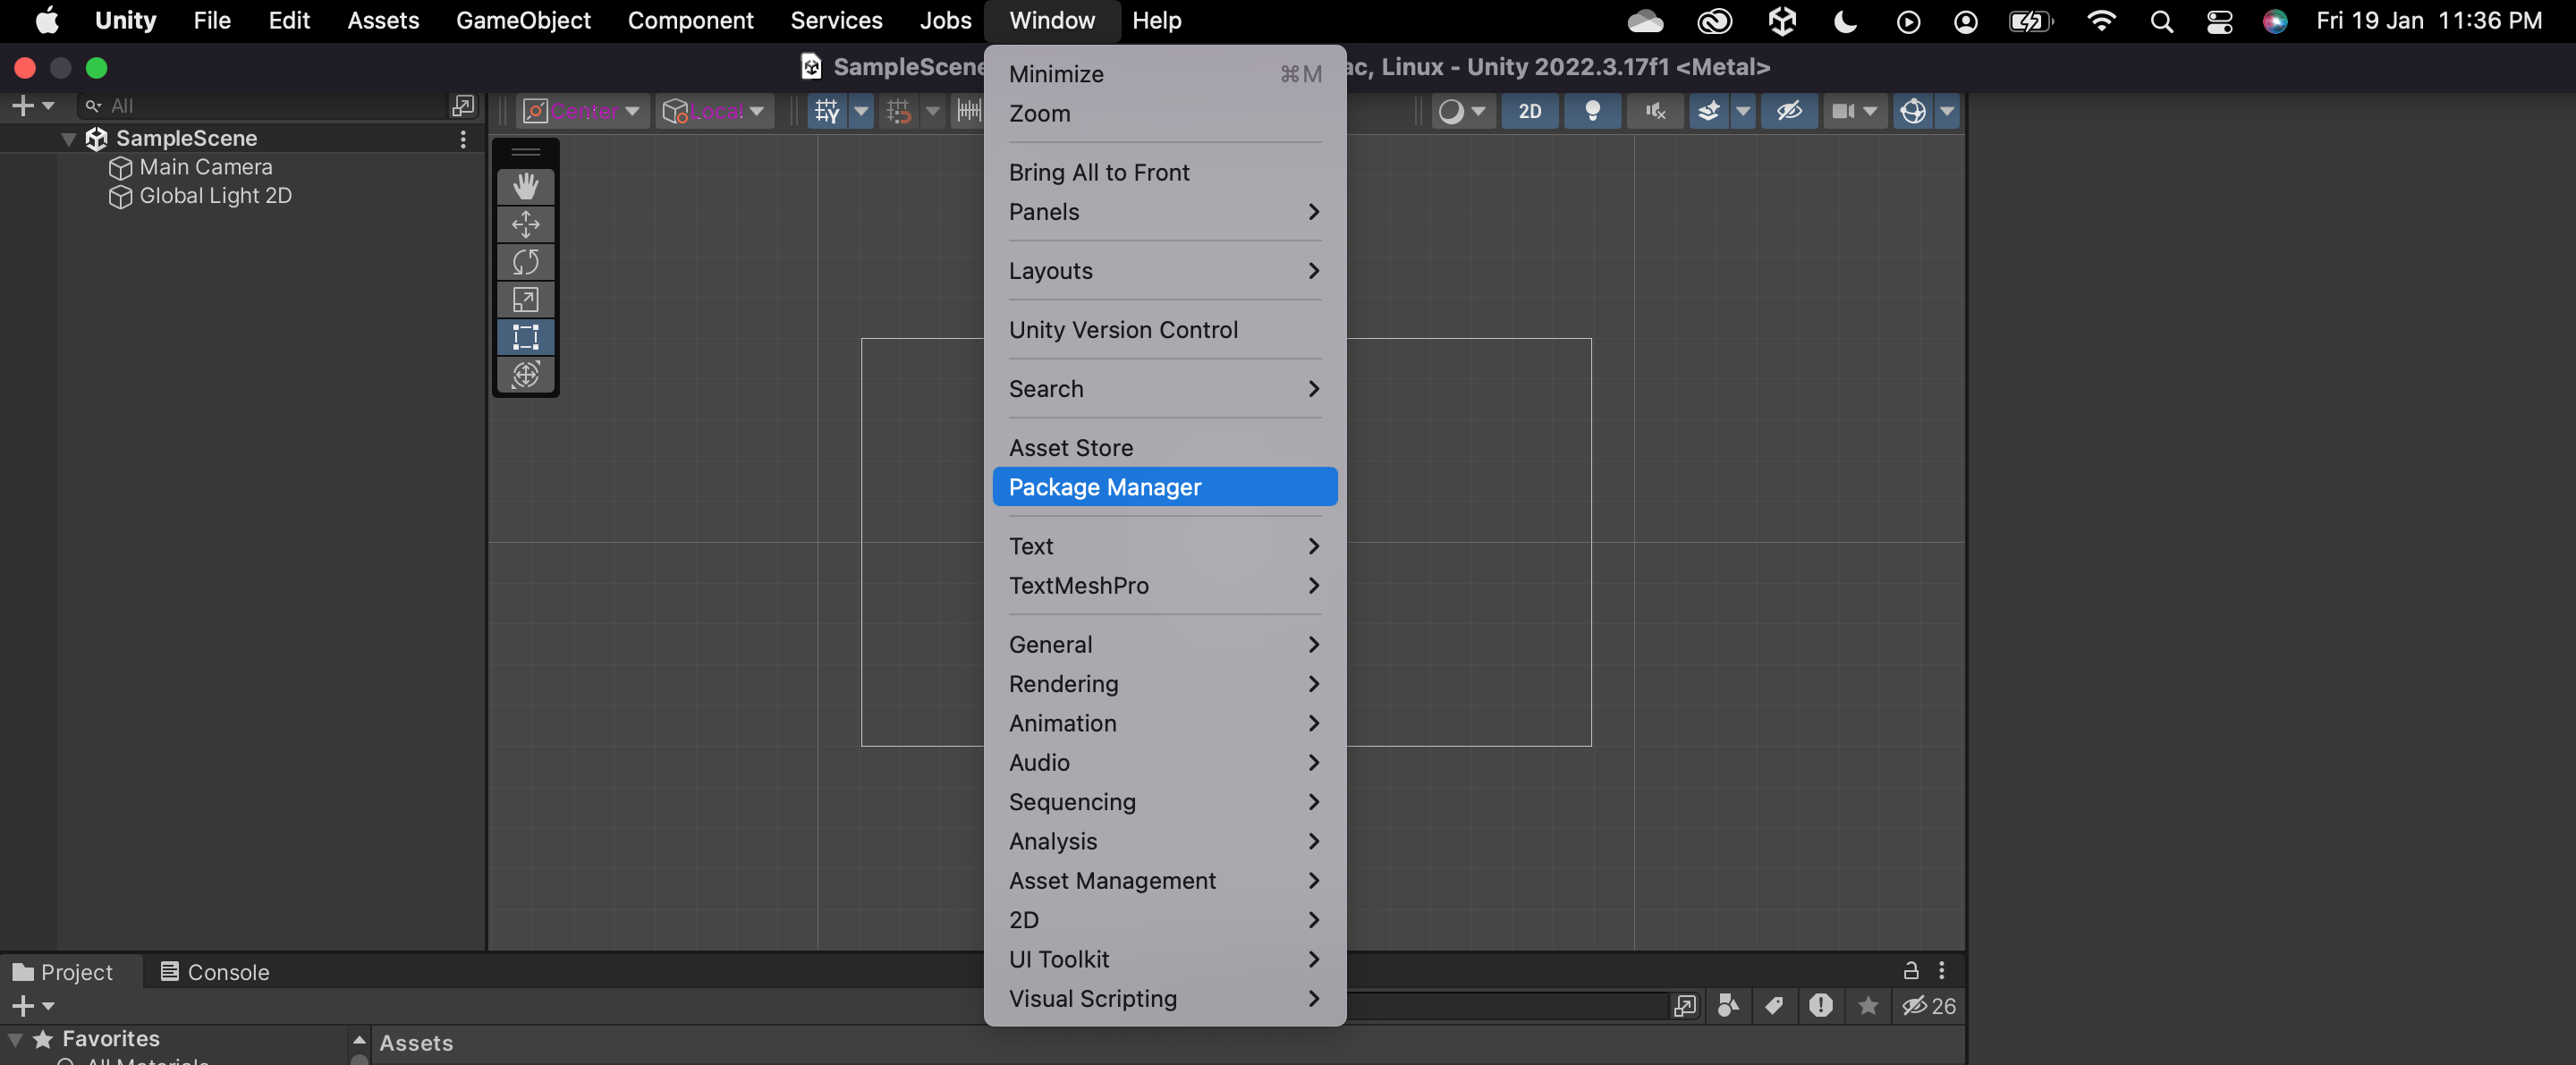 Unity File Edit Assets GameObject Component Services Jobs Window Help Fri 19 Jan 11:36 PM
SampleScene ac, Linux - Unity 2022.3.17f1 <Metal>
All
Center Local 2D
SampleScene
Main Camera
Global Light 2D
Minimize ⌘M
Zoom
Bring All to Front
Panels
Layouts
Unity Version Control
Search
Asset Store
Package Manager
Text
TextMeshPro
General
Rendering
Animation
Audio
Sequencing
Analysis
Asset Management
2D
UI Toolkit
Visual Scripting
Project Console
26
Favorites Assets
All Materials